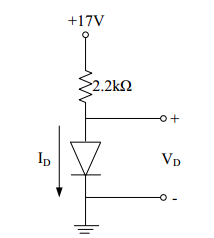 +17V
2.2kΩ
+
I_D V_D
-